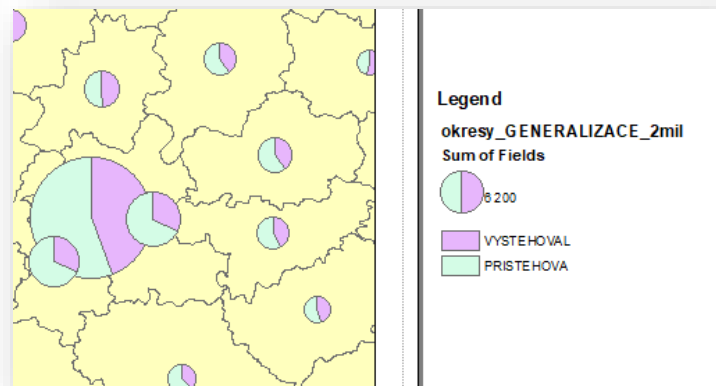 Legend
okresy_GENERALIZACE_2mil
Sum of Fields
6 200
VYSTEHOVAL
PRISTEHOVA